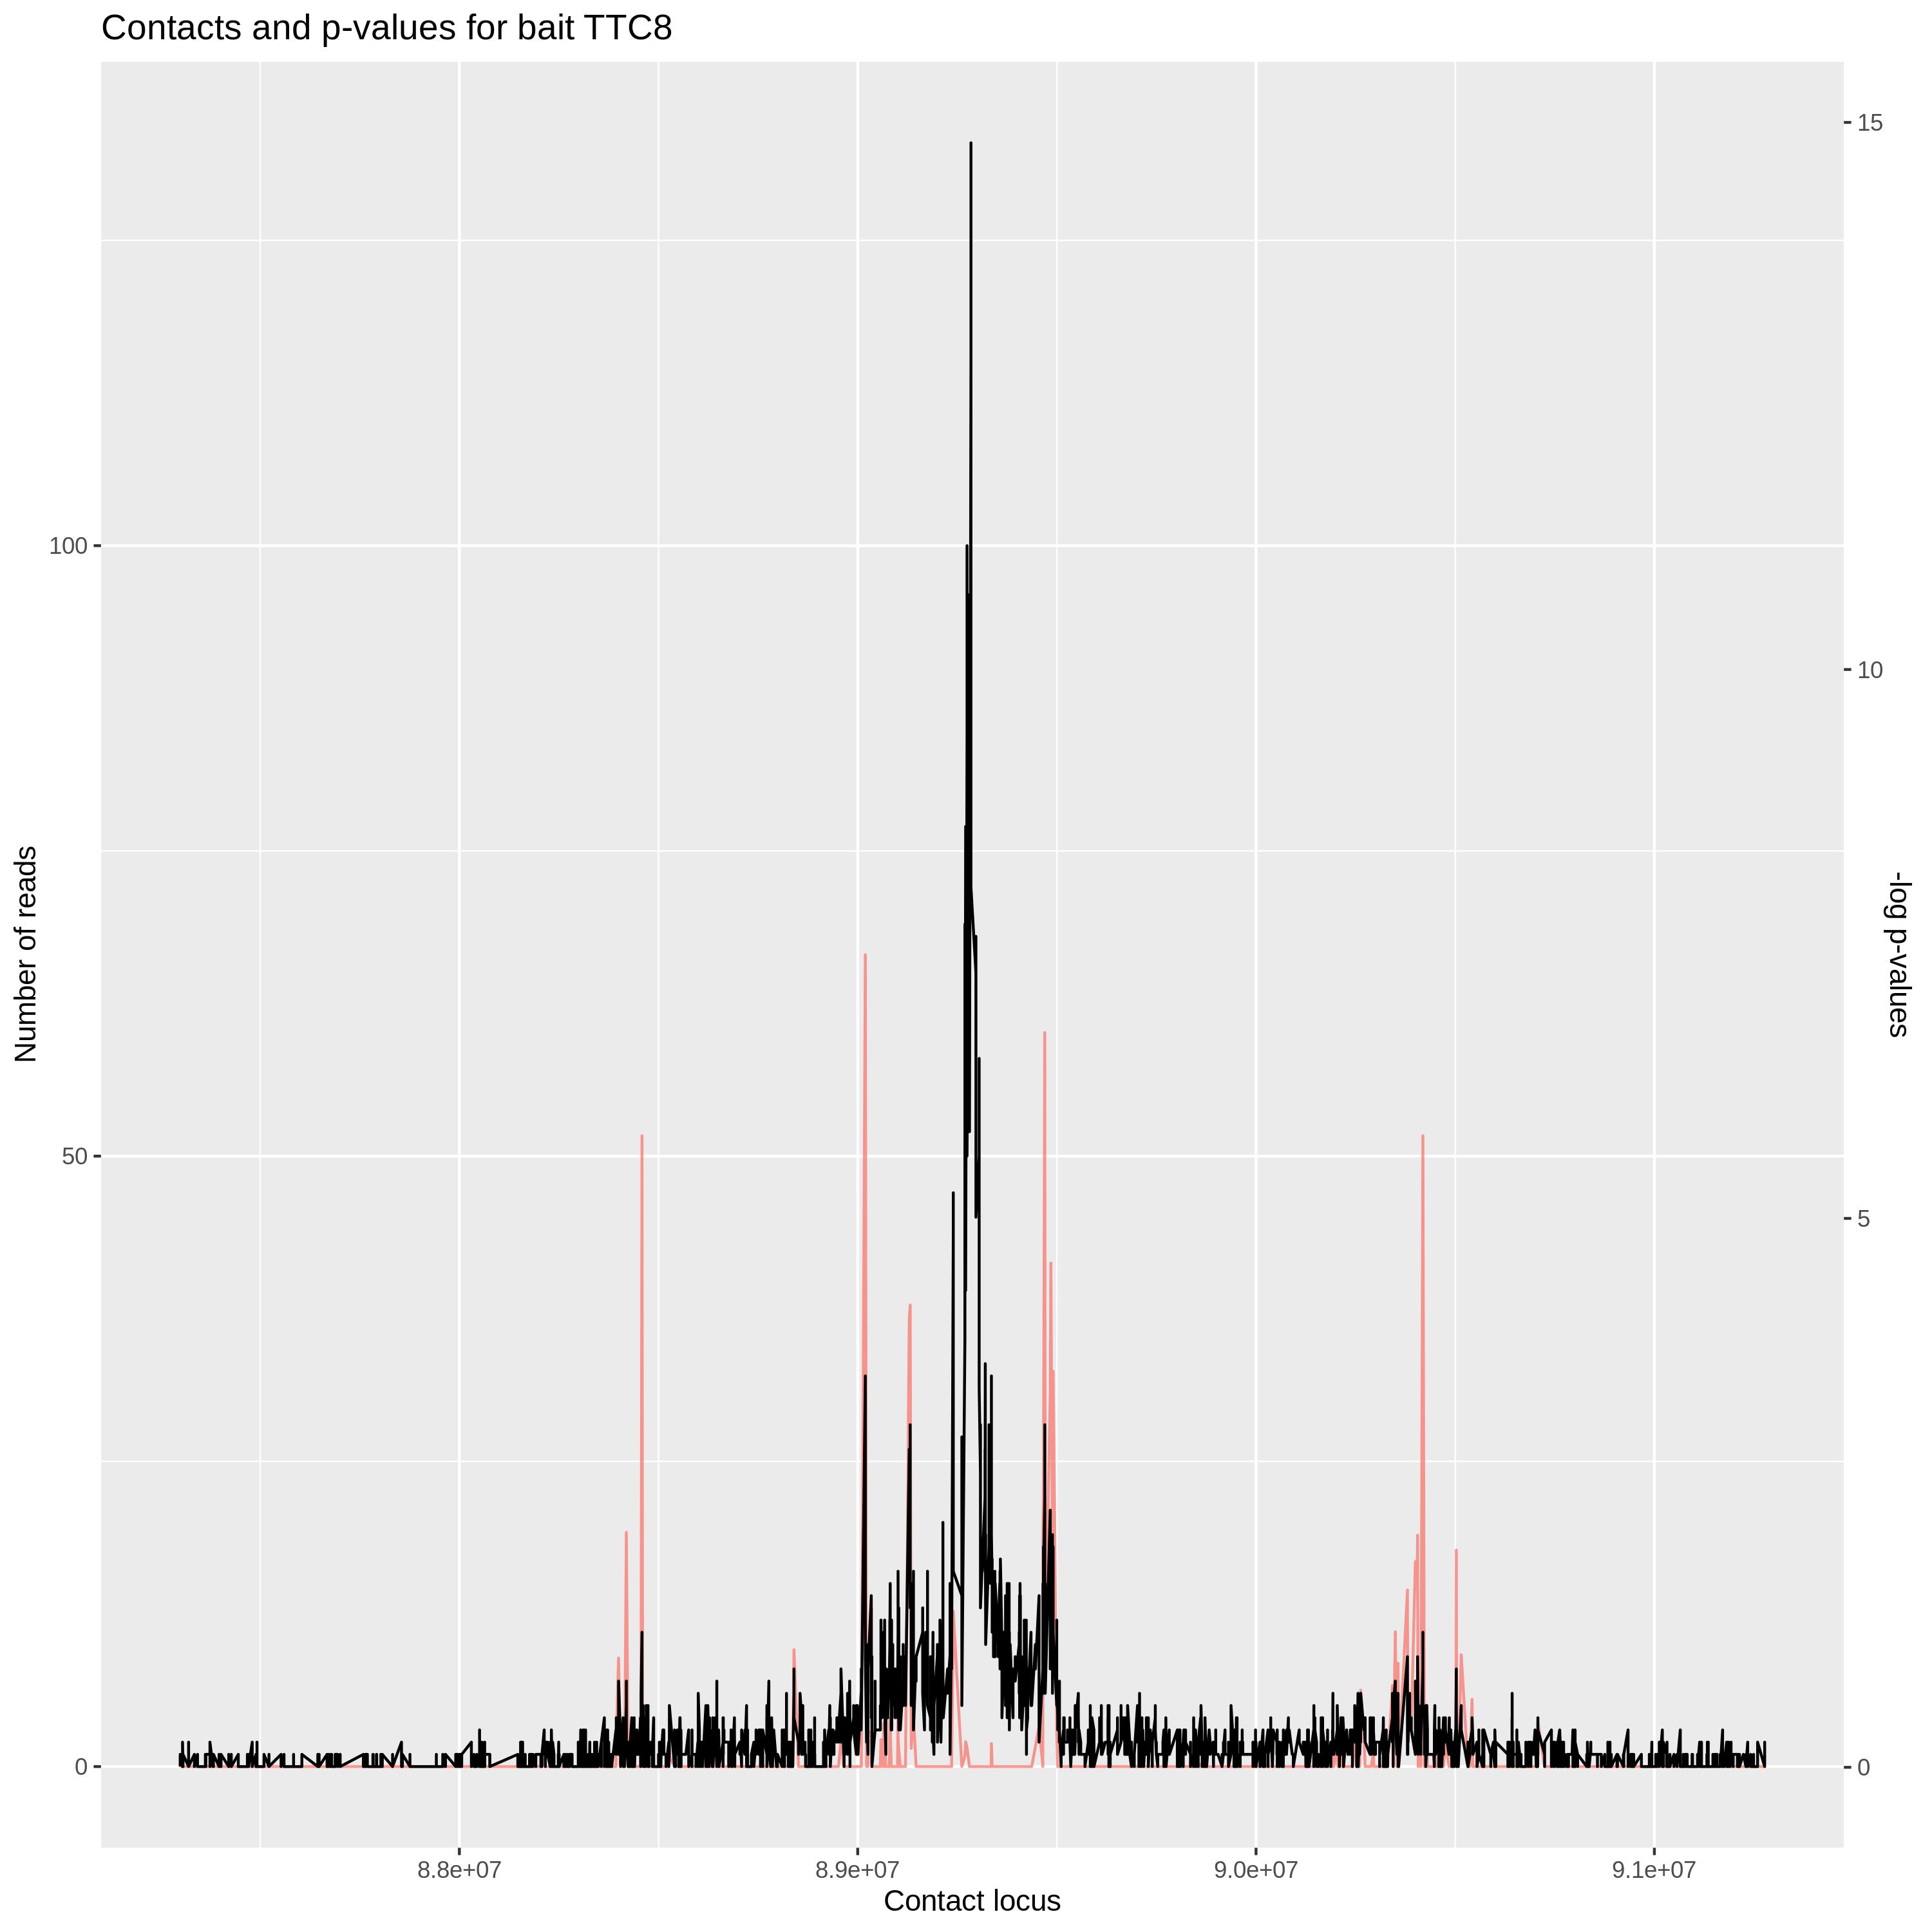 Contacts and p-values for bait TTC8
Number of reads
100
50
0
15
10
5
0
-log p-values
8.8e+07
8.9e+07
9.0e+07
9.1e+07
Contact locus